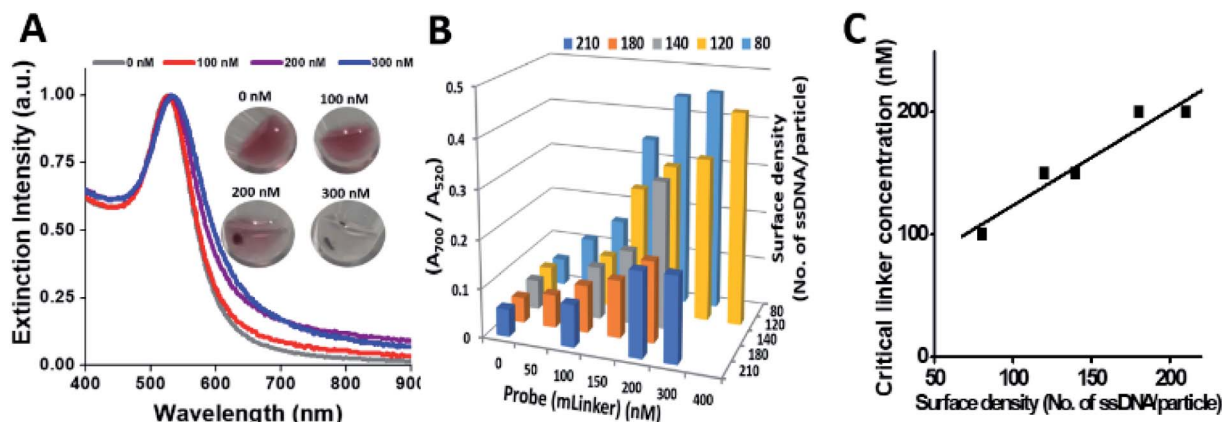 A
0 nM 100 nM 200 nM 300 nM
Extinction Intensity (a.u.)
1.00
0.75
0.50
0.25
0.00
0 nM
100 nM
200 nM
300 nM
400 500 600 700 800 900
Wavelength (nm)
B
210 180 140 120 80
(A700 / A520)
0.5
0.4
0.3
0.2
0.1
0
0 50 100 150 200 300 400
Probe (mLinker) (nM)
80
120
140
180
210
Surface density
(No. of ssDNA/particle)
C
Critical linker concentration (nM)
200
100
0
50 100 150 200
Surface density (No. of ssDNA/particle)